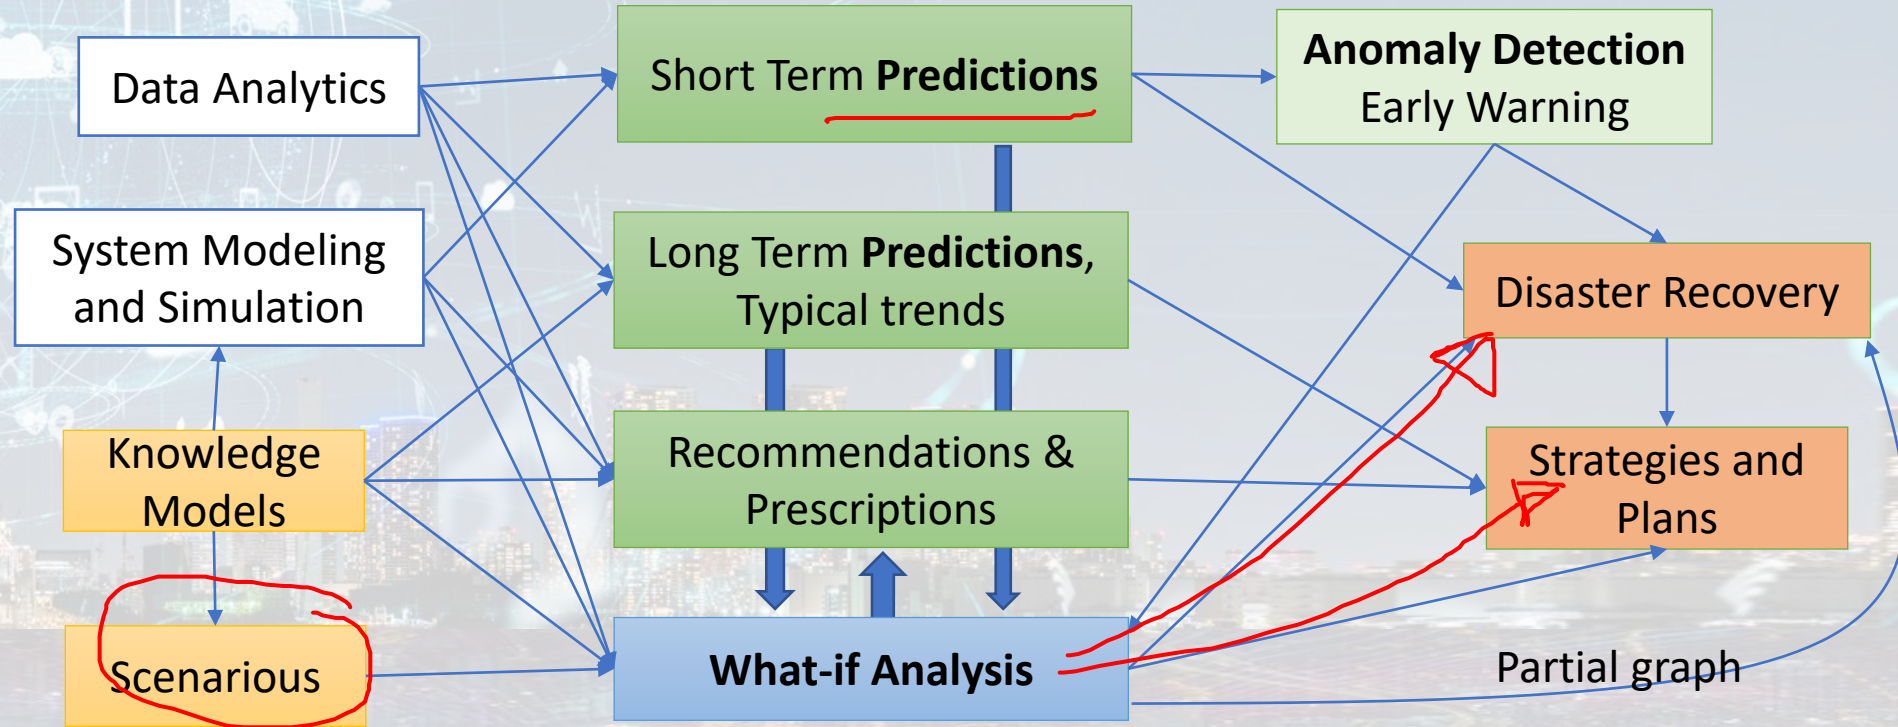 Data Analytics
Short Term Predictions
Anomaly Detection
Early Warning
System Modeling
and Simulation
Long Term Predictions,
Typical trends
Disaster Recovery
Knowledge
Models
Recommendations &
Prescriptions
Strategies and
Plans
Scenarious
What-if Analysis
Partial graph